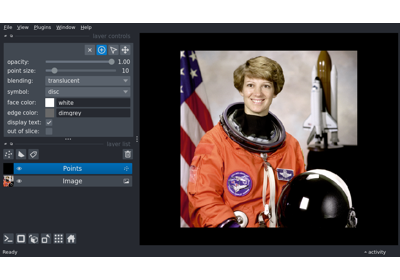 File View Plugins Window Help
layer controls
opacity: 1.00
point size: 10
blending: translucent
symbol: disc
face color: white
edge color: dimgrey
display text:
out of slice:
layer list
Points
Image
Ready activity